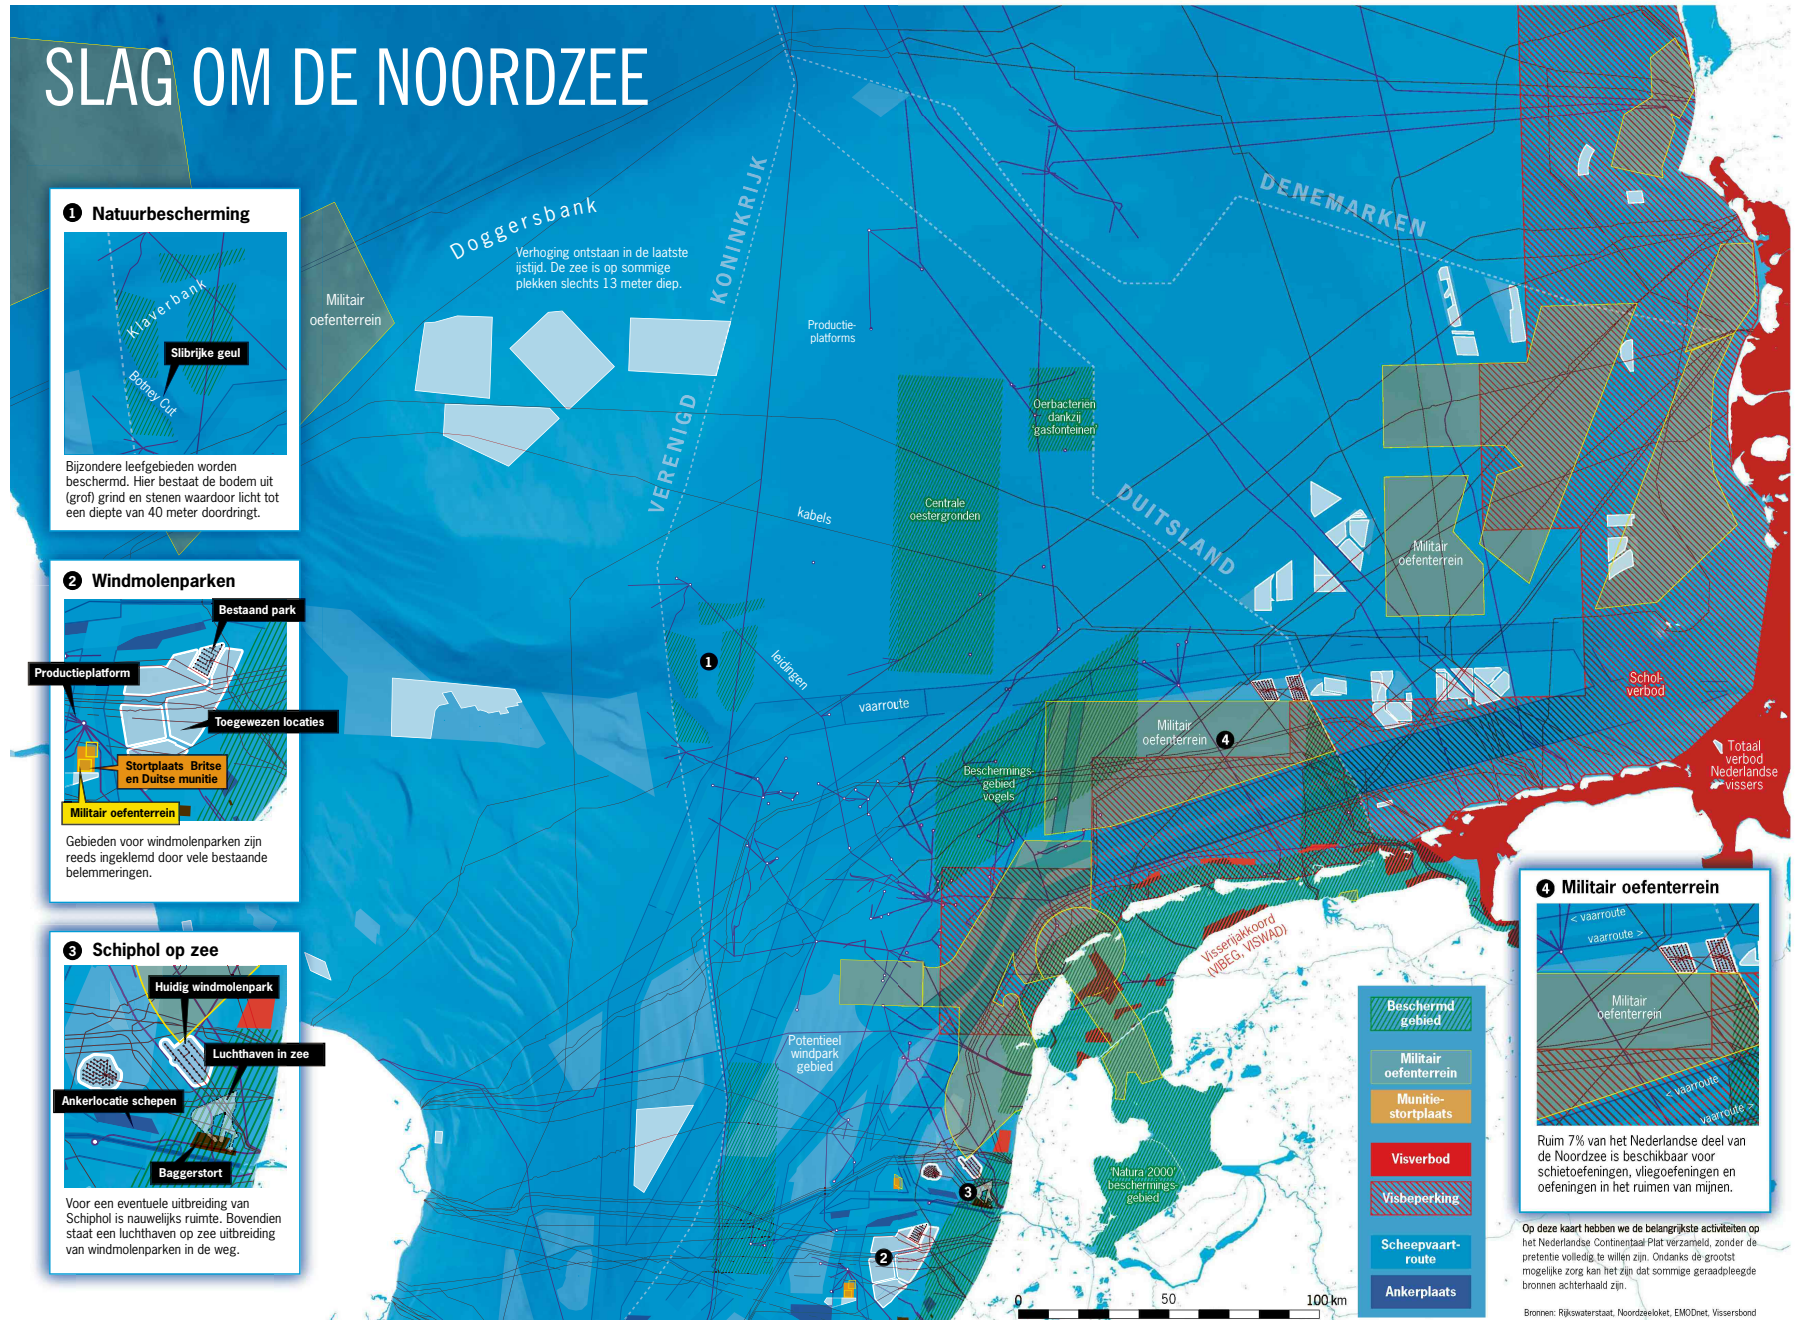 SLAG OM DE NOORDZEE
1 Natuurbescherming
Klaverbank
Slibrijke geul
Botney Cut
Bijzondere leefgebieden worden
beschermd. Hier bestaat de bodem uit
(grof) grind en stenen waardoor licht tot
een diepte van 40 meter doordringt.
2 Windmolenparken
Bestaand park
Productieplatform
Toegewezen locaties
Stortplaats Britse
en Duitse munitie
Militair oefenterrein
Gebieden voor windmolenparken zijn
reeds ingeklemd door vele bestaande
belemmeringen.
3 Schiphol op zee
Huidig windmolenpark
Luchthaven in zee
Ankerlocatie schepen
Baggerstort
Voor een eventuele uitbreiding van
Schiphol is nauwelijks ruimte. Bovendien
staat een luchthaven op zee uitbreiding
van windmolenparken in de weg.
Militair
oefenterrein
Doggersbank
Verhoging ontstaan in de laatste
ijstijd. De zee is op sommige
plekken slechts 13 meter diep.
VERENIGD KONINKRIJK
DENEMARKEN
DUITSLAND
Productie-
platforms
Oerbacteriën
dankzij
'gasfonteinen'
Centrale
oestergronden
kabels
leidingen
vaarroute
1
Militair
oefenterrein
Militair
oefenterrein
4
Beschermings-
gebied
vogels
Schol-
verbod
Totaal
verbod
Nederlandse
vissers
Visserijakkoord
(VIBEG, VISWAD)
Potentieel
windpark
gebied
'Natura 2000'
beschermings-
gebied
3
2
0 50 100 km
Beschermd
gebied
Militair
oefenterrein
Munitie-
stortplaats
Visverbod
Visbeperking
Scheepvaart-
route
Ankerplaats
4 Militair oefenterrein
< vaarroute
vaarroute >
Militair
oefenterrein
< vaarroute
vaarroute >
Ruim 7% van het Nederlandse deel van
de Noordzee is beschikbaar voor
schietoefeningen, vliegoefeningen en
oefeningen in het ruimen van mijnen.
Op deze kaart hebben we de belangrijkste activiteiten op
het Nederlandse Continentaal Plat verzameld, zonder de
pretentie volledig te willen zijn. Ondanks de grootst
mogelijke zorg kan het zijn dat sommige geraadpleegde
bronnen achterhaald zijn.
Bronnen: Rijkswaterstaat, Noordzeeloket, EMODnet, Vissersbond